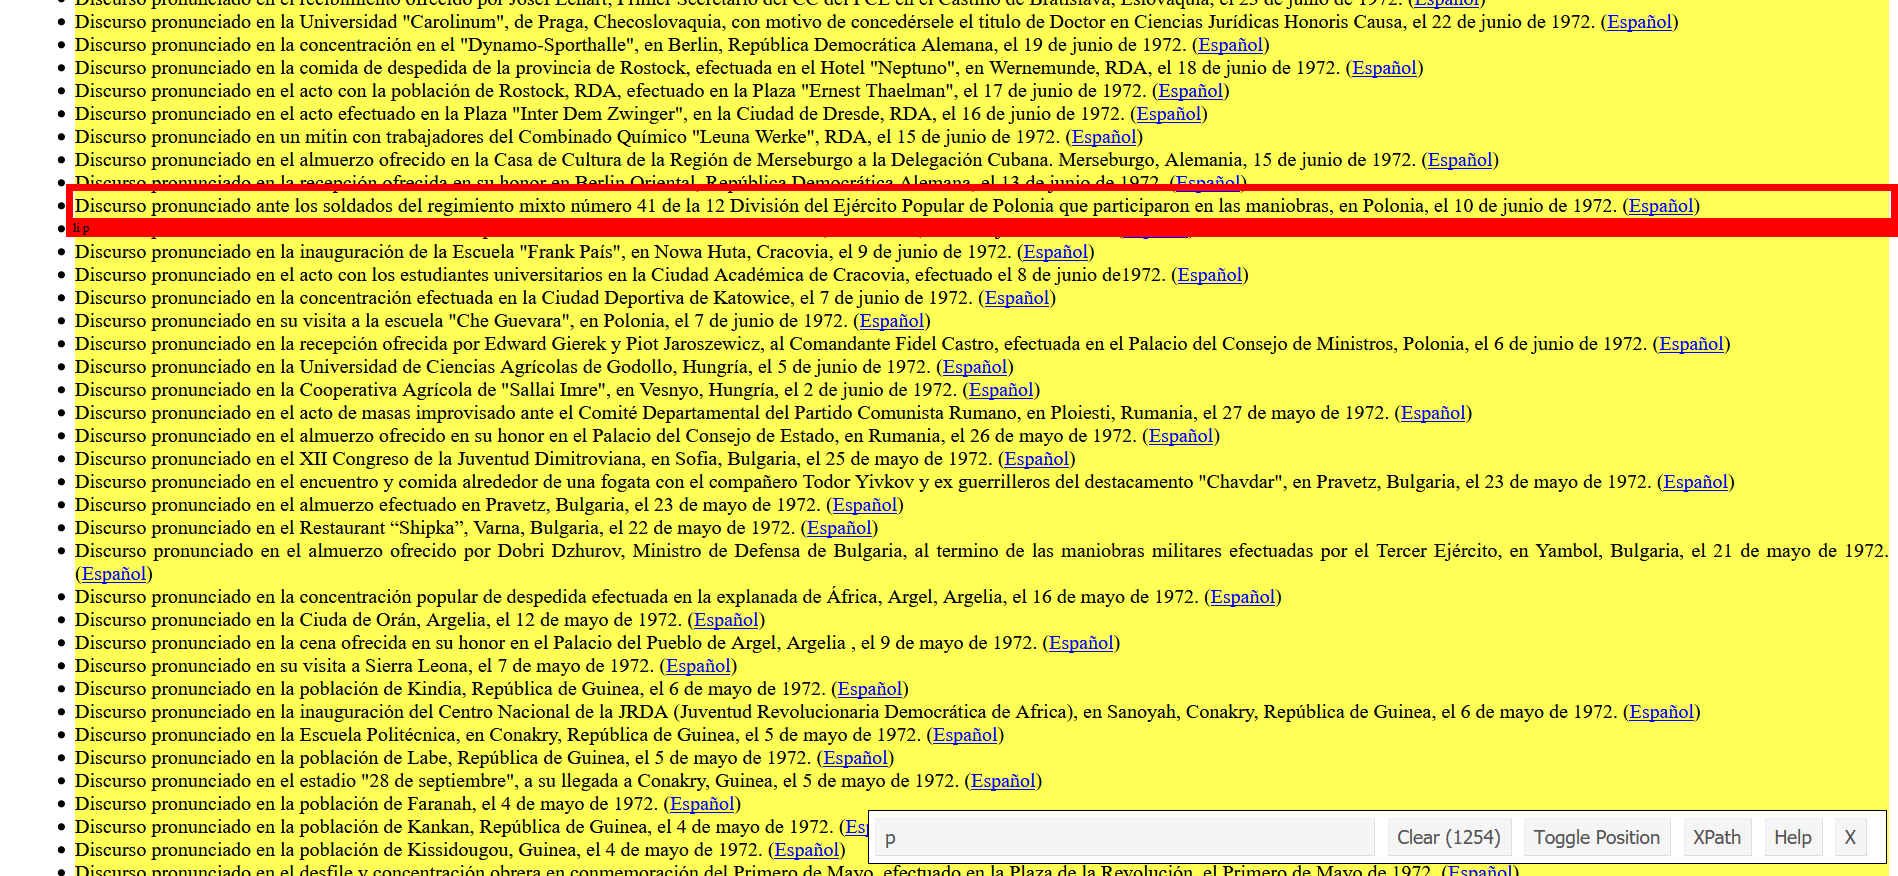 Discurso pronunciado en el recibimiento ofrecido por Josef Lenart, Primer Secretario del CC del PCE en el Castillo de Bratislava, Eslovaquia, el 23 de junio de 1972. (Español)
Discurso pronunciado en la Universidad "Carolinum", de Praga, Checoslovaquia, con motivo de concedérsele el titulo de Doctor en Ciencias Jurídicas Honoris Causa, el 22 de junio de 1972. (Español)
Discurso pronunciado en la concentración en el "Dynamo-Sporthalle", en Berlin, República Democrática Alemana, el 19 de junio de 1972. (Español)
Discurso pronunciado en la comida de despedida de la provincia de Rostock, efectuada en el Hotel "Neptuno", en Wernemunde, RDA, el 18 de junio de 1972. (Español)
Discurso pronunciado en el acto con la población de Rostock, RDA, efectuado en la Plaza "Ernest Thaelman", el 17 de junio de 1972. (Español)
Discurso pronunciado en el acto efectuado en la Plaza "Inter Dem Zwinger", en la Ciudad de Dresde, RDA, el 16 de junio de 1972. (Español)
Discurso pronunciado en un mitin con trabajadores del Combinado Químico "Leuna Werke", RDA, el 15 de junio de 1972. (Español)
Discurso pronunciado en el almuerzo ofrecido en la Casa de Cultura de la Región de Merseburgo a la Delegación Cubana. Merseburgo, Alemania, 15 de junio de 1972. (Español)
Discurso pronunciado en la recepción ofrecida en su honor en Berlin Oriental, República Democrática Alemana, el 13 de junio de 1972. (Español)
Discurso pronunciado ante los soldados del regimiento mixto número 41 de la 12 División del Ejército Popular de Polonia que participaron en las maniobras, en Polonia, el 10 de junio de 1972. (Español)
li p
Discurso pronunciado en la inauguración de la Escuela "Frank País", en Nowa Huta, Cracovia, el 9 de junio de 1972. (Español)
Discurso pronunciado en el acto con los estudiantes universitarios en la Ciudad Académica de Cracovia, efectuado el 8 de junio de1972. (Español)
Discurso pronunciado en la concentración efectuada en la Ciudad Deportiva de Katowice, el 7 de junio de 1972. (Español)
Discurso pronunciado en su visita a la escuela "Che Guevara", en Polonia, el 7 de junio de 1972. (Español)
Discurso pronunciado en la recepción ofrecida por Edward Gierek y Piot Jaroszewicz, al Comandante Fidel Castro, efectuada en el Palacio del Consejo de Ministros, Polonia, el 6 de junio de 1972. (Español)
Discurso pronunciado en la Universidad de Ciencias Agrícolas de Godollo, Hungría, el 5 de junio de 1972. (Español)
Discurso pronunciado en la Cooperativa Agrícola de "Sallai Imre", en Vesnyo, Hungría, el 2 de junio de 1972. (Español)
Discurso pronunciado en el acto de masas improvisado ante el Comité Departamental del Partido Comunista Rumano, en Ploiesti, Rumania, el 27 de mayo de 1972. (Español)
Discurso pronunciado en el almuerzo ofrecido en su honor en el Palacio del Consejo de Estado, en Rumania, el 26 de mayo de 1972. (Español)
Discurso pronunciado en el XII Congreso de la Juventud Dimitroviana, en Sofia, Bulgaria, el 25 de mayo de 1972. (Español)
Discurso pronunciado en el encuentro y comida alrededor de una fogata con el compañero Todor Yivkov y ex guerrilleros del destacamento "Chavdar", en Pravetz, Bulgaria, el 23 de mayo de 1972. (Español)
Discurso pronunciado en el almuerzo efectuado en Pravetz, Bulgaria, el 23 de mayo de 1972. (Español)
Discurso pronunciado en el Restaurant “Shipka”, Varna, Bulgaria, el 22 de mayo de 1972. (Español)
Discurso pronunciado en el almuerzo ofrecido por Dobri Dzhurov, Ministro de Defensa de Bulgaria, al termino de las maniobras militares efectuadas por el Tercer Ejército, en Yambol, Bulgaria, el 21 de mayo de 1972.
(Español)
Discurso pronunciado en la concentración popular de despedida efectuada en la explanada de África, Argel, Argelia, el 16 de mayo de 1972. (Español)
Discurso pronunciado en la Ciuda de Orán, Argelia, el 12 de mayo de 1972. (Español)
Discurso pronunciado en la cena ofrecida en su honor en el Palacio del Pueblo de Argel, Argelia , el 9 de mayo de 1972. (Español)
Discurso pronunciado en su visita a Sierra Leona, el 7 de mayo de 1972. (Español)
Discurso pronunciado en la población de Kindia, República de Guinea, el 6 de mayo de 1972. (Español)
Discurso pronunciado en la inauguración del Centro Nacional de la JRDA (Juventud Revolucionaria Democrática de Africa), en Sanoyah, Conakry, República de Guinea, el 6 de mayo de 1972. (Español)
Discurso pronunciado en la Escuela Politécnica, en Conakry, República de Guinea, el 5 de mayo de 1972. (Español)
Discurso pronunciado en la población de Labe, República de Guinea, el 5 de mayo de 1972. (Español)
Discurso pronunciado en el estadio "28 de septiembre", a su llegada a Conakry, Guinea, el 5 de mayo de 1972. (Español)
Discurso pronunciado en la población de Faranah, el 4 de mayo de 1972. (Español)
Discurso pronunciado en la población de Kankan, República de Guinea, el 4 de mayo de 1972. (Es
Discurso pronunciado en la población de Kissidougou, Guinea, el 4 de mayo de 1972. (Español)
p Clear (1254) Toggle Position XPath Help X
Discurso pronunciado en el desfile y concentración obrera en conmemoración del Primero de Mayo, efectuado en la Plaza de la Revolución, el Primero de Mayo de 1972. (Español)